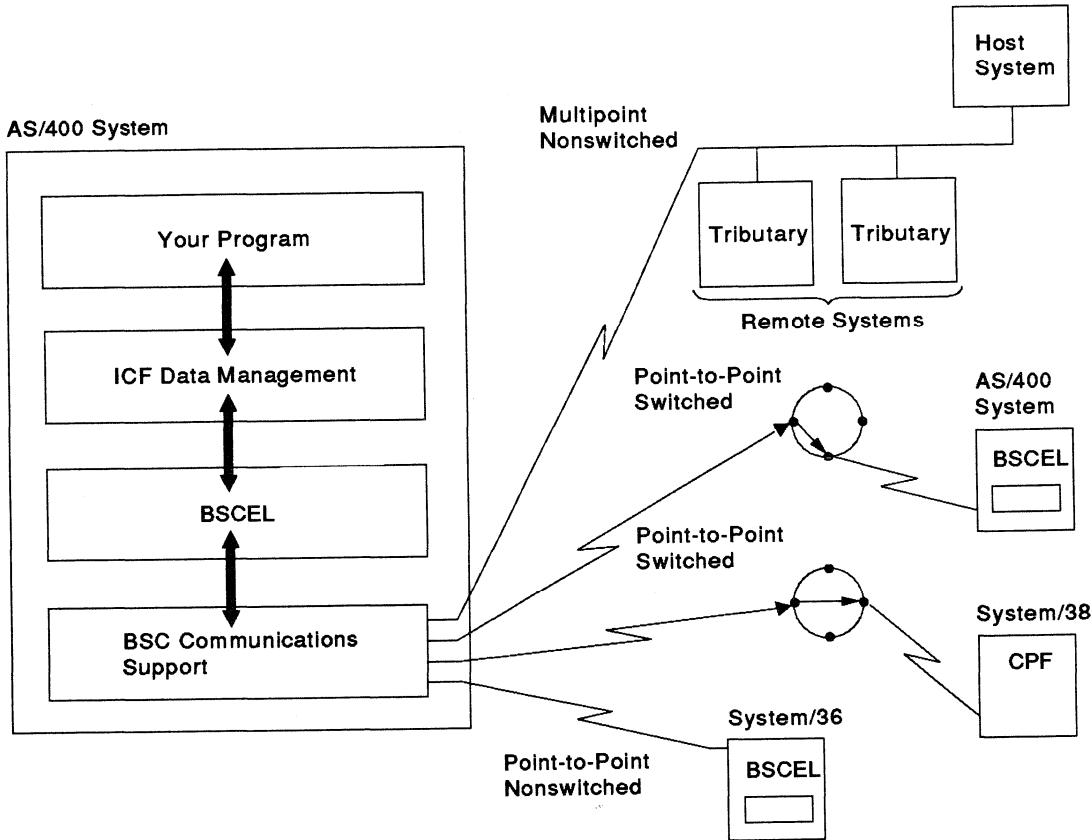 AS/400 System
Your Program
ICF Data Management
BSCEL
BSC Communications
Support
Multipoint
Nonswitched
Host
System
Tributary
Tributary
Remote Systems
Point-to-Point
Switched
AS/400
System
BSCEL
Point-to-Point
Switched
System/38
CPF
Point-to-Point
Nonswitched
System/36
BSCEL